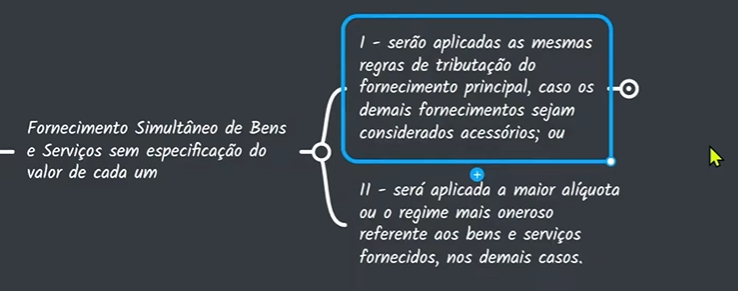 Fornecimento Simultâneo de Bens
e Serviços sem especificação do
valor de cada um
I - serão aplicadas as mesmas
regras de tributação do
fornecimento principal, caso os
demais fornecimentos sejam
considerados acessórios; ou
II - será aplicada a maior alíquota
ou o regime mais oneroso
referente aos bens e serviços
fornecidos, nos demais casos.